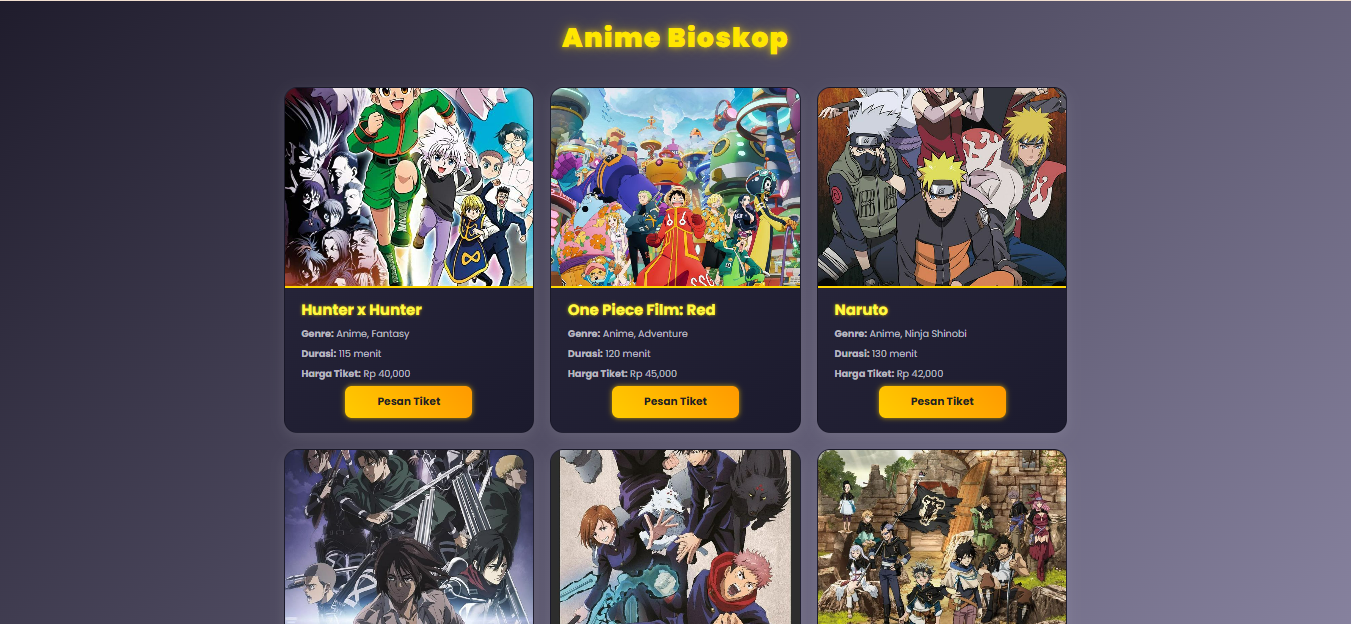 Anime Bioskop
Hunter x Hunter
Genre: Anime, Fantasy
Durasi: 115 menit
Harga Tiket: Rp 40,000
Pesan Tiket
One Piece Film: Red
Genre: Anime, Adventure
Durasi: 120 menit
Harga Tiket: Rp 45,000
Pesan Tiket
Naruto
Genre: Anime, Ninja Shinobi
Durasi: 130 menit
Harga Tiket: Rp 42,000
Pesan Tiket